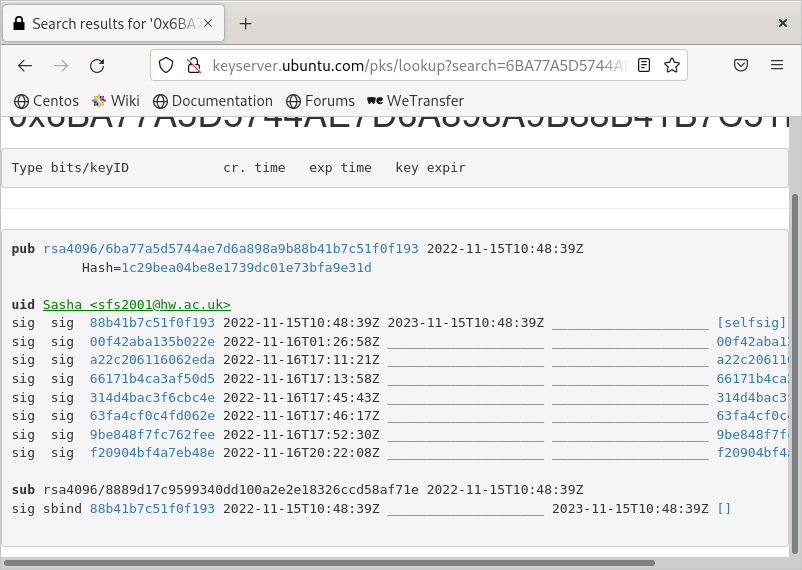 Search results for '0x6BA7
keyserver.ubuntu.com/pks/lookup?search=6BA77A5D5744AE
Centos Wiki Documentation Forums WeTransfer
0x6BA77A5D5744AE7D6A898A9B88B41B7C51F
Type bits/keyID cr. time exp time key expir
pub rsa4096/6ba77a5d5744ae7d6a898a9b88b41b7c51f0f193 2022-11-15T10:48:39Z
Hash=1c29bea04be8e1739dc01e73bfa9e31d
uid Sasha <sfs2001@hw.ac.uk>
sig sig 88b41b7c51f0f193 2022-11-15T10:48:39Z 2023-11-15T10:48:39Z ____________________ [selfsig]
sig sig 00f42aba135b022e 2022-11-16T01:26:58Z ____________________ ____________________ 00f42aba1
sig sig a22c206116062eda 2022-11-16T17:11:21Z ____________________ ____________________ a22c20611
sig sig 66171b4ca3af50d5 2022-11-16T17:13:58Z ____________________ ____________________ 66171b4ca
sig sig 314d4bac3f6cbc4e 2022-11-16T17:45:43Z ____________________ ____________________ 314d4bac3
sig sig 63fa4cf0c4fd062e 2022-11-16T17:46:17Z ____________________ ____________________ 63fa4cf0c
sig sig 9be848f7fc762fee 2022-11-16T17:52:30Z ____________________ ____________________ 9be848f7f
sig sig f20904bf4a7eb48e 2022-11-16T20:22:08Z ____________________ ____________________ f20904bf4
sub rsa4096/8889d17c9599340dd100a2e2e18326ccd58af71e 2022-11-15T10:48:39Z
sig sbind 88b41b7c51f0f193 2022-11-15T10:48:39Z ____________________ 2023-11-15T10:48:39Z []